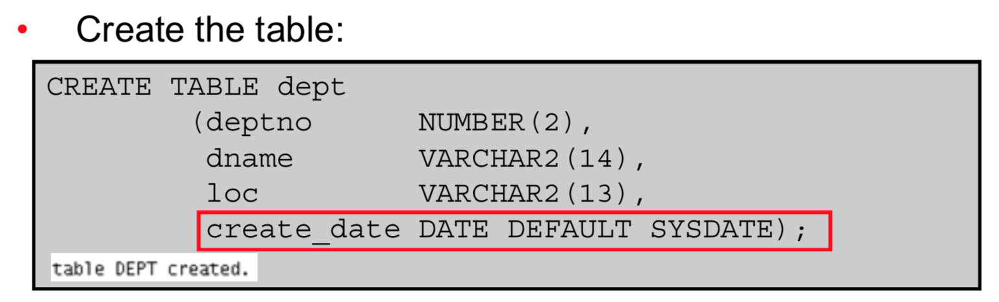 • Create the table:
CREATE TABLE dept
(deptno NUMBER(2),
dname VARCHAR2(14),
loc VARCHAR2(13),
create_date DATE DEFAULT SYSDATE);
table DEPT created.